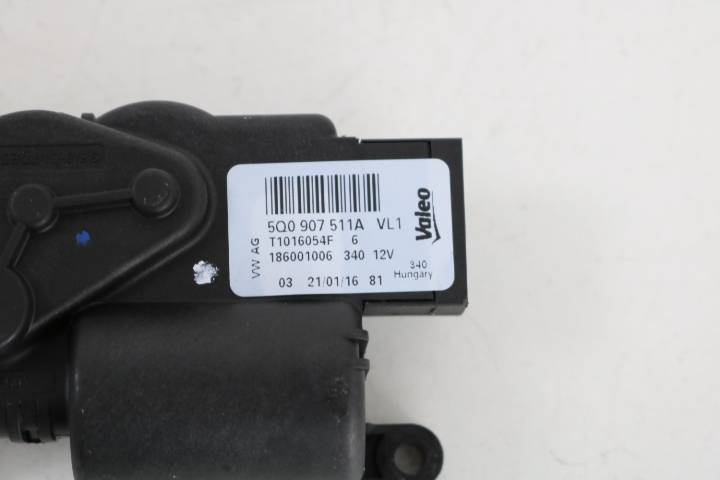 5Q0 907 511A VL1
T1016054F 6
186001006 340 12V
03 21/01/16 81
VW AG
Valeo
340
Hungary